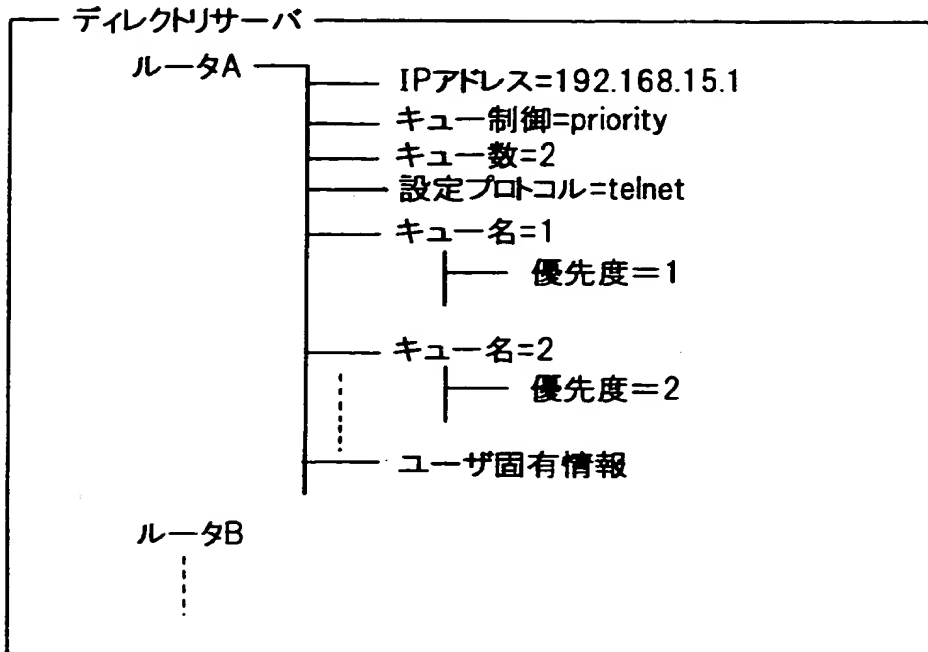 ディレクトリサーバ
ルータA
IPアドレス=192.168.15.1
キュー制御=priority
キュー数=2
設定プロトコル=telnet
キュー名=1
優先度=1
キュー名=2
優先度=2
ユーザ固有情報
ルータB